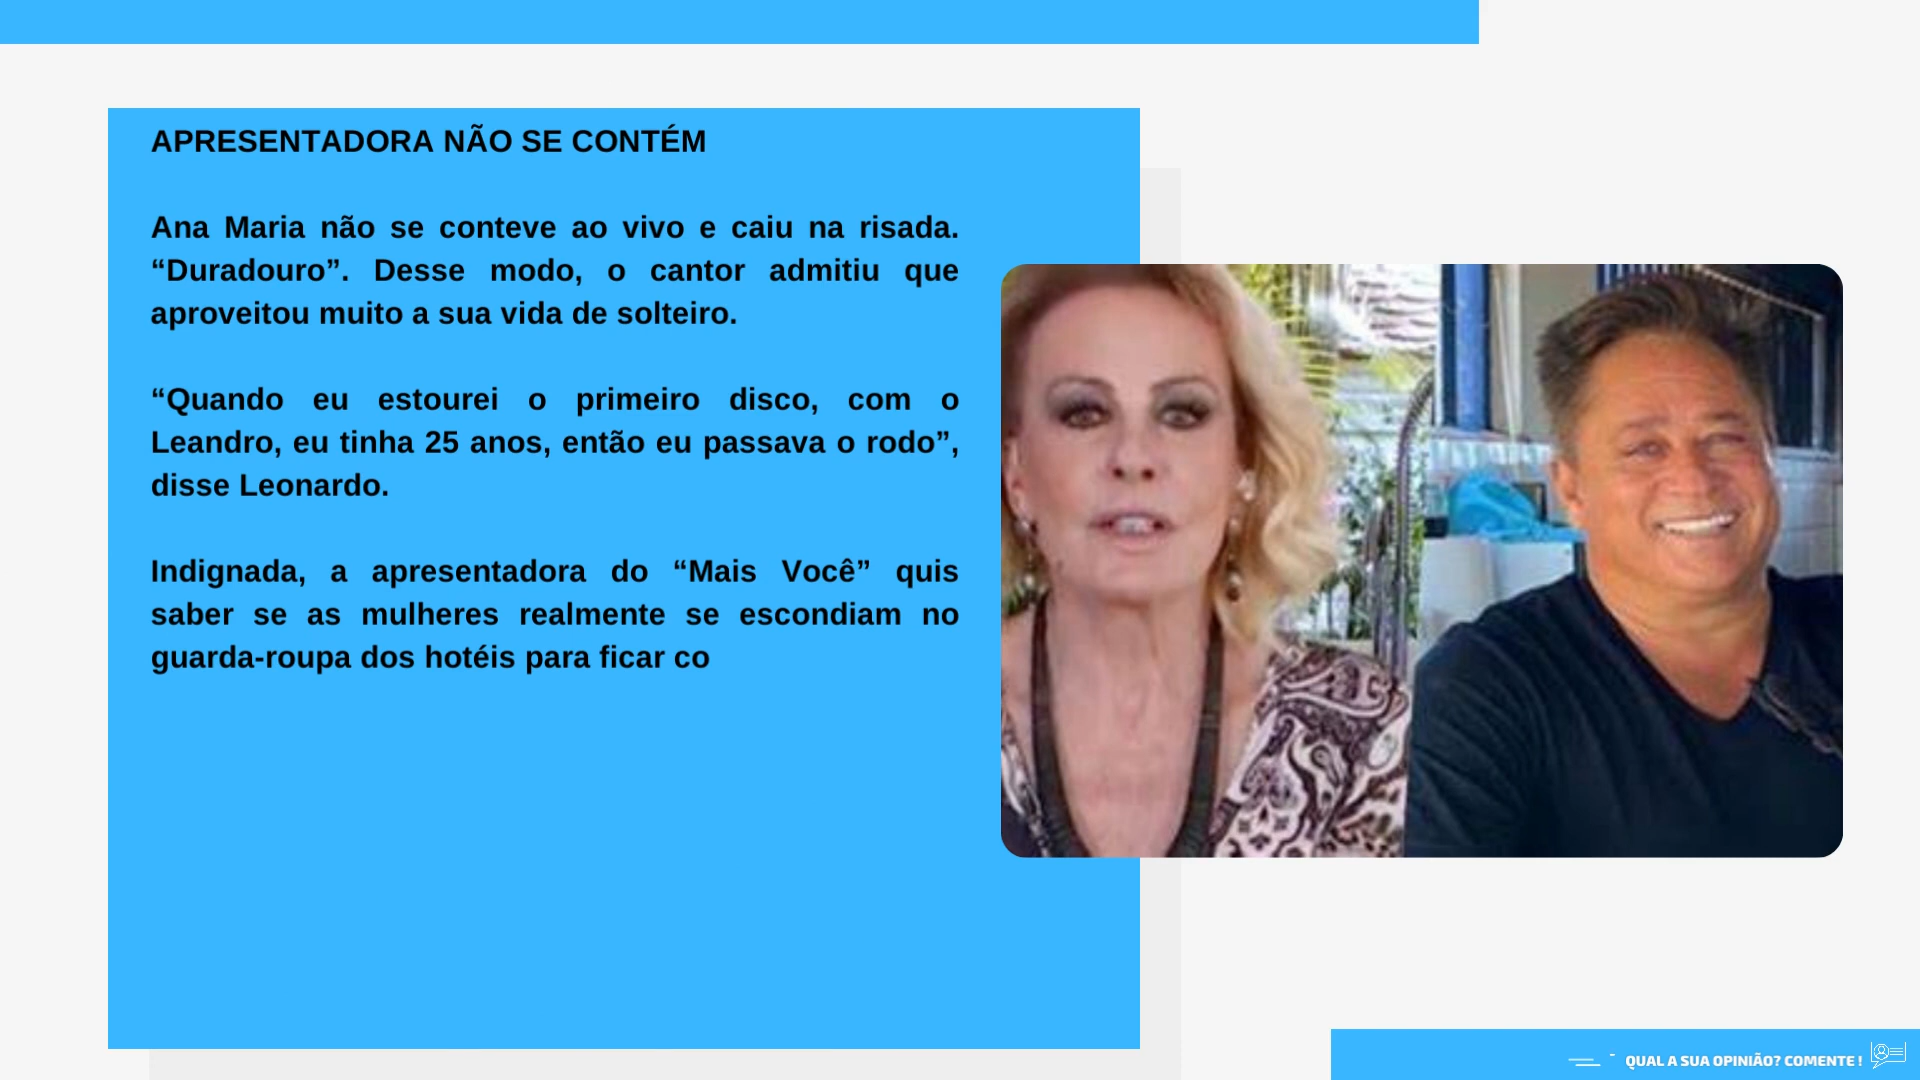 APRESENTADORA NÃO SE CONTÉM
Ana Maria não se conteve ao vivo e caiu na risada.
“Duradouro”. Desse modo, o cantor admitiu que
aproveitou muito a sua vida de solteiro.
“Quando eu estourei o primeiro disco, com o
Leandro, eu tinha 25 anos, então eu passava o rodo”,
disse Leonardo.
Indignada, a apresentadora do “Mais Você” quis
saber se as mulheres realmente se escondiam no
guarda-roupa dos hotéis para ficar co
QUAL A SUA OPINIÃO? COMENTE !